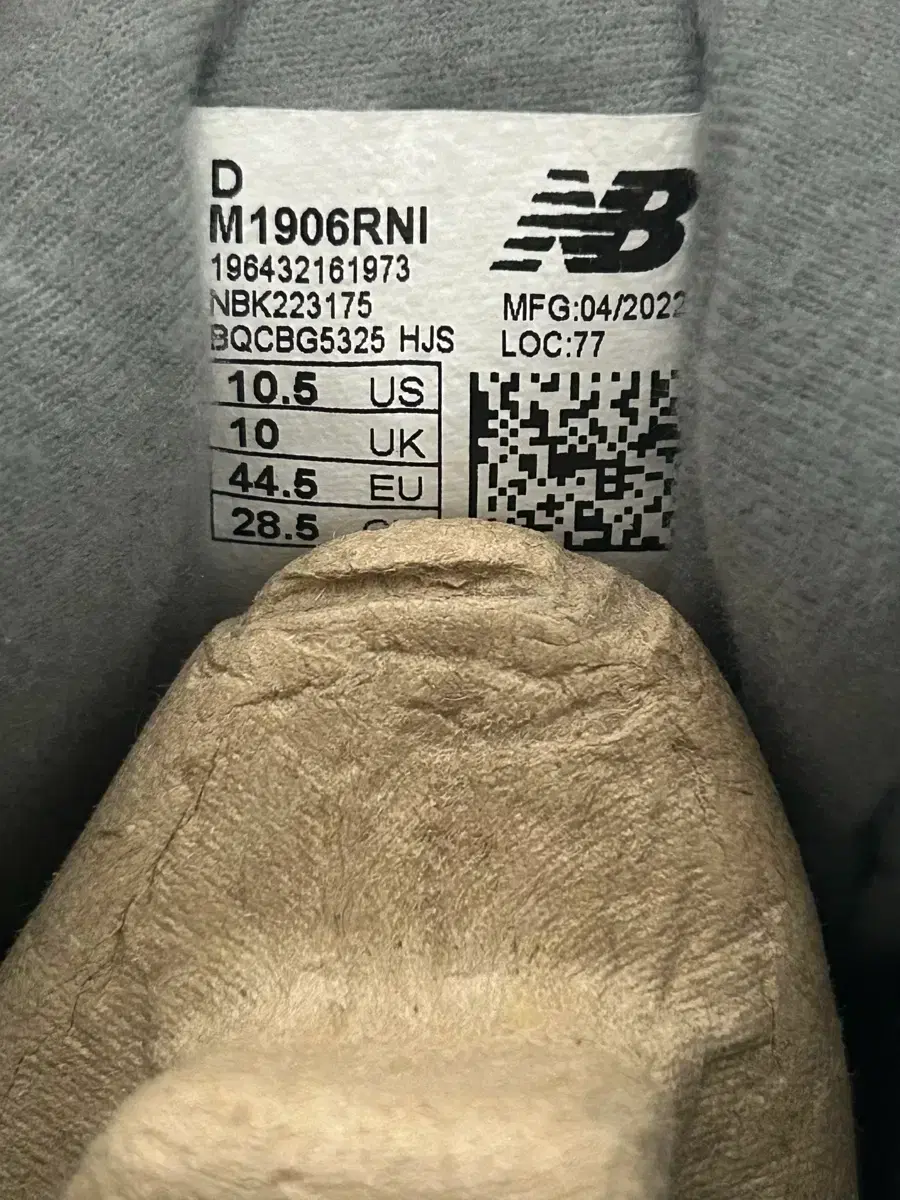 D
M1906RNI
196432161973
NBK223175
BQCBG5325 HJS
NB
MFG:04/2022
LOC:77
10.5 US
10 UK
44.5 EU
28.5